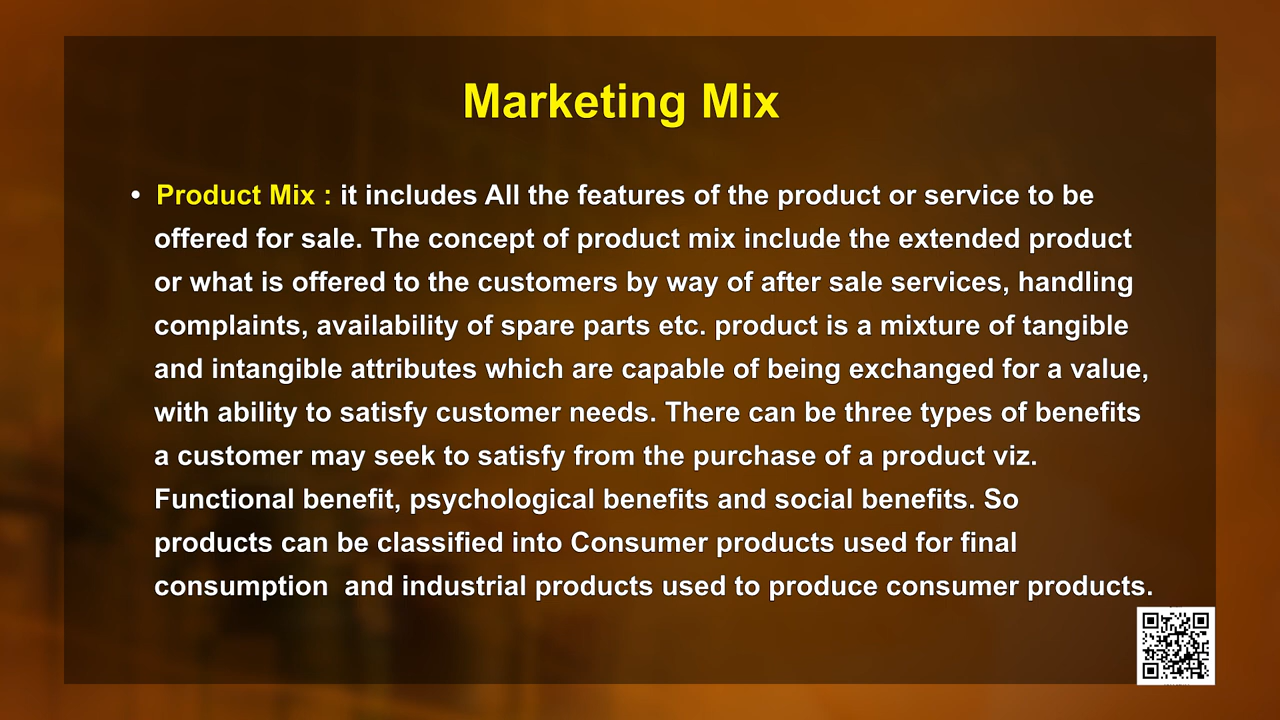 Marketing Mix
• Product Mix : it includes All the features of the product or service to be
offered for sale. The concept of product mix include the extended product
or what is offered to the customers by way of after sale services, handling
complaints, availability of spare parts etc. product is a mixture of tangible
and intangible attributes which are capable of being exchanged for a value,
with ability to satisfy customer needs. There can be three types of benefits
a customer may seek to satisfy from the purchase of a product viz.
Functional benefit, psychological benefits and social benefits. So
products can be classified into Consumer products used for final
consumption  and industrial products used to produce consumer products.